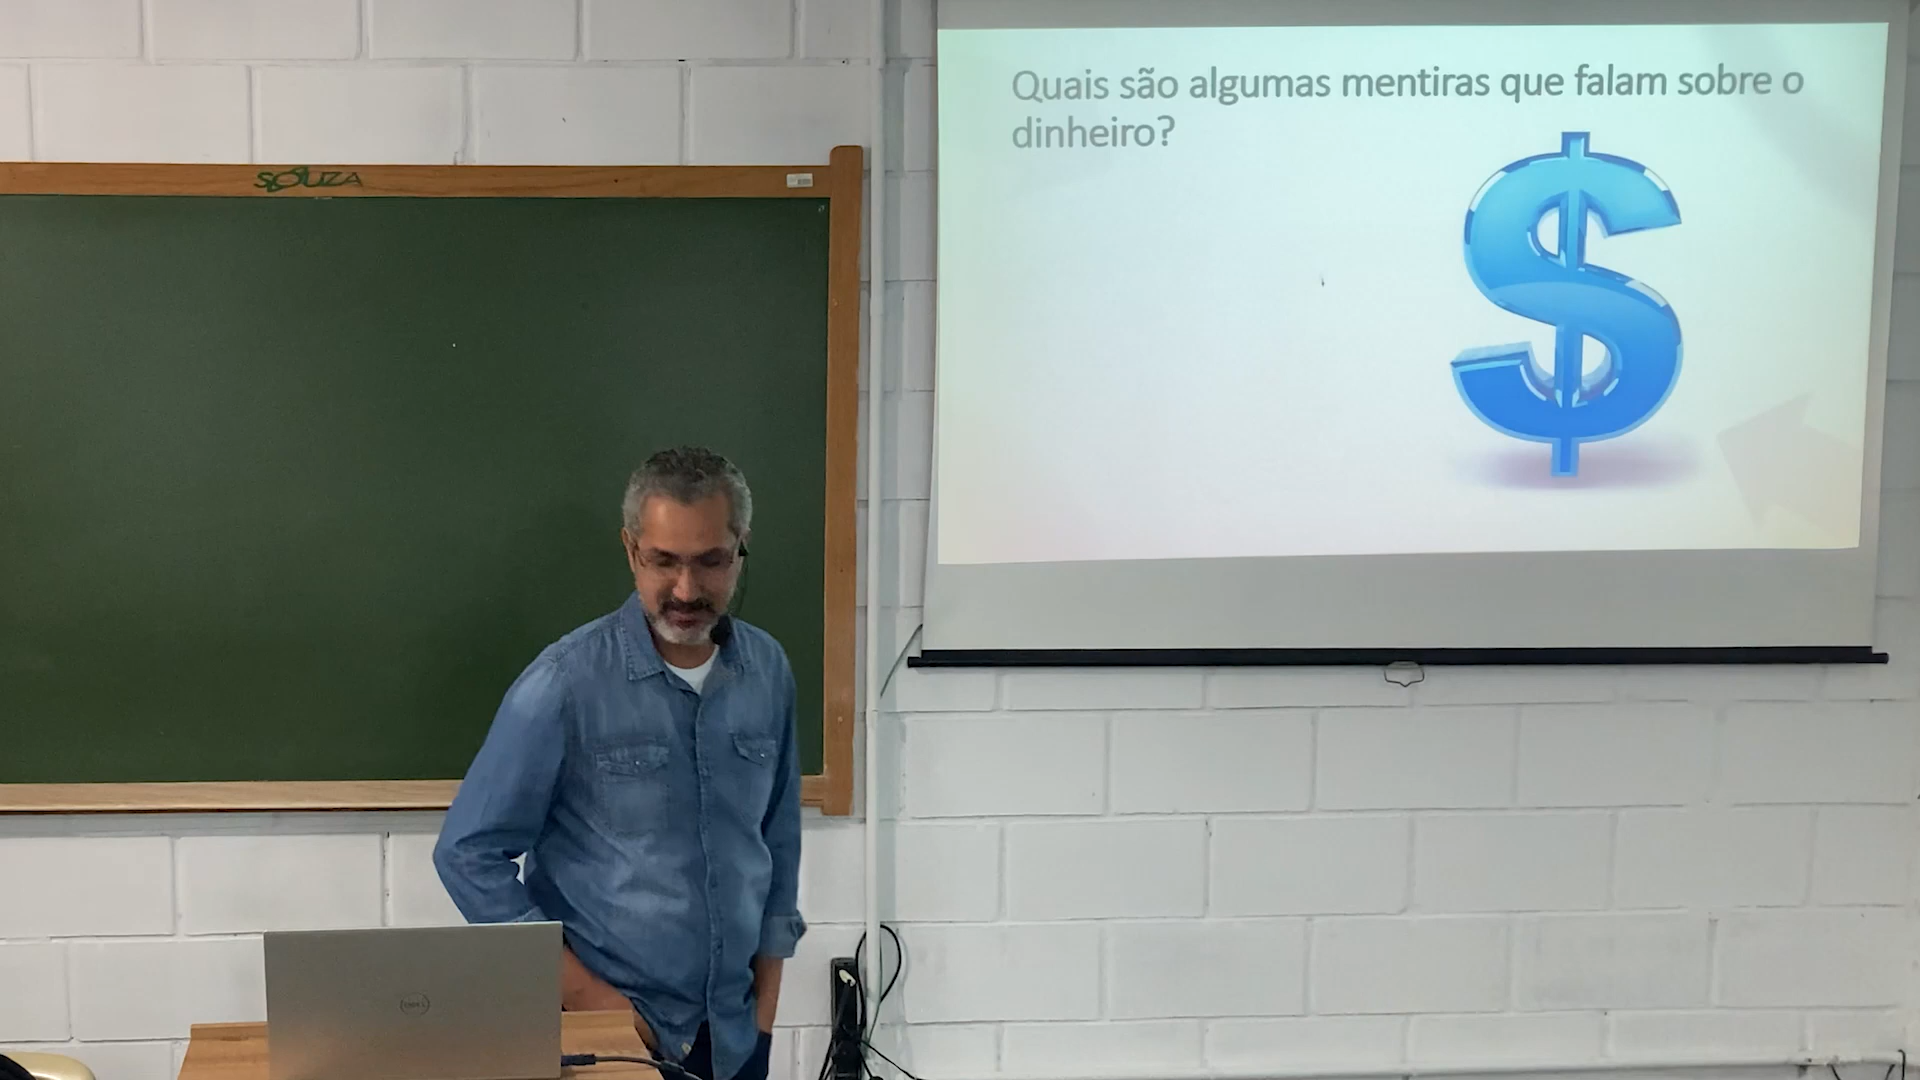 Quais são algumas mentiras que falam sobre o
dinheiro?
SOUZA
DELL